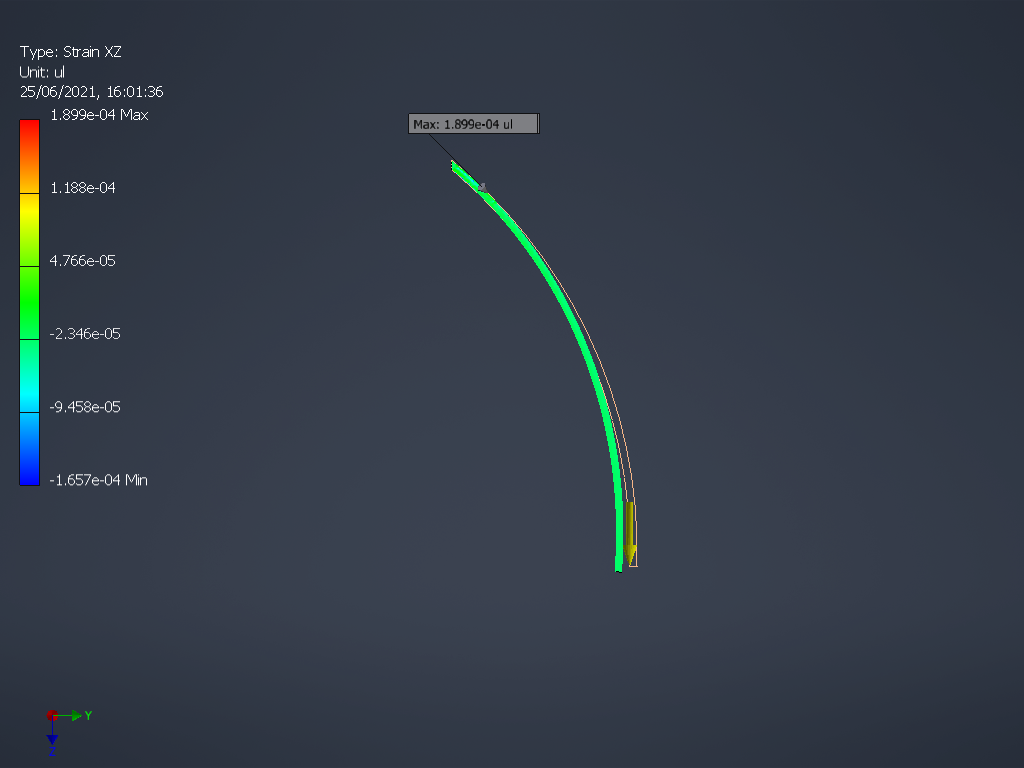 Type: Strain XZ
Unit: ul
25/06/2021, 16:01:36
1.899e-04 Max
Max: 1.899e-04 ul
1.188e-04
4.766e-05
-2.346e-05
-9.458e-05
-1.657e-04 Min
Y
Z